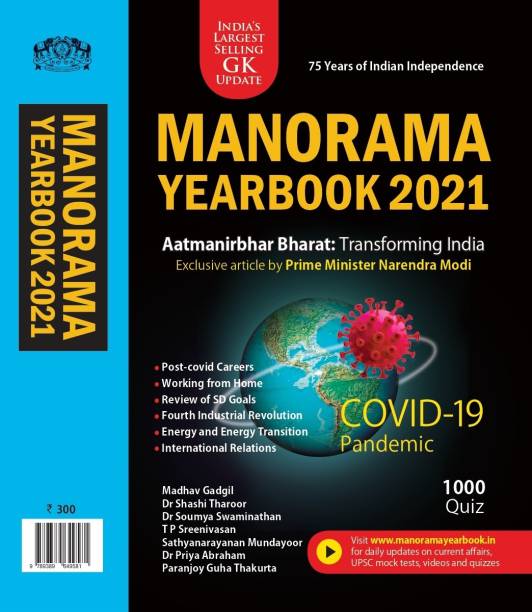 MANORAMA
YEARBOOK 2021
₹ 300
INDIA'S
LARGEST
SELLING
GK
UPDATE
75 Years of Indian Independence
MANORAMA
YEARBOOK 2021
Aatmanirbhar Bharat: Transforming India
Exclusive article by Prime Minister Narendra Modi
• Post-covid Careers
• Working from Home
• Review of SD Goals
• Fourth Industrial Revolution
• Energy and Energy Transition
• International Relations
COVID-19
Pandemic
Madhav Gadgil
Dr Shashi Tharoor
Dr Soumya Swaminathan
T P Sreenivasan
Sathyanarayanan Mundayoor
Dr Priya Abraham
Paranjoy Guha Thakurta
1000
Quiz
Visit www.manoramayearbook.in
for daily updates on current affairs,
UPSC mock tests, videos and quizzes